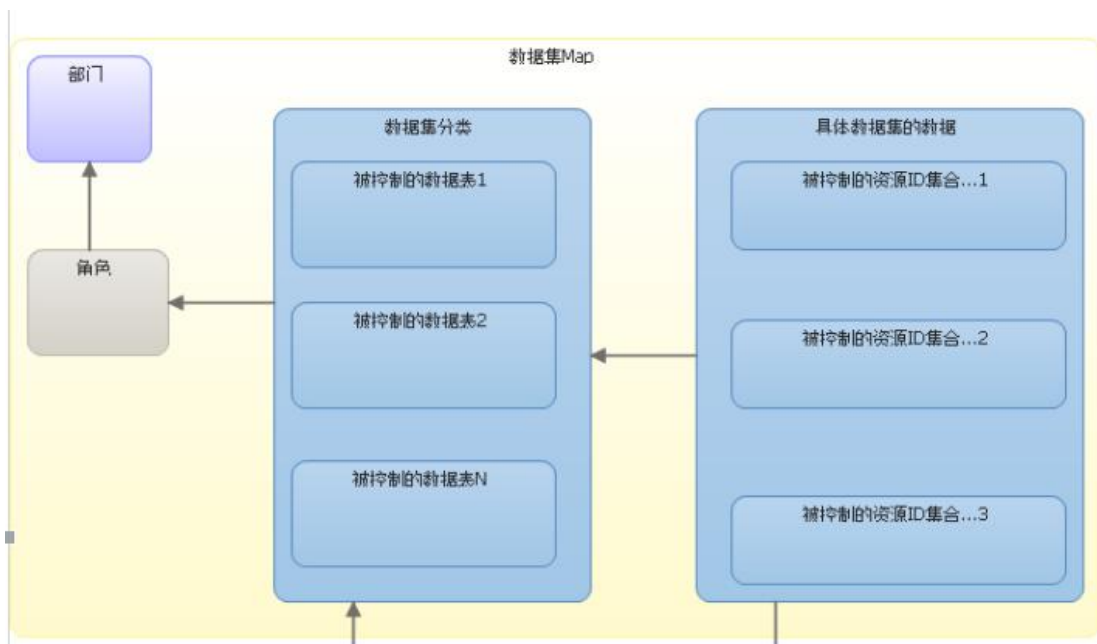 数据集Map
部门
角色
数据集分类
被控制的数据表1
被控制的数据表2
被控制的数据表N
具体数据集的数据
被控制的资源ID集合...1
被控制的资源ID集合...2
被控制的资源ID集合...3